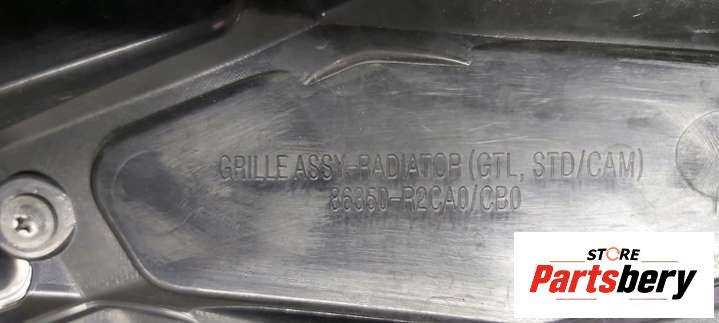 GRILLE ASSY-RADIATOR (GTL, STD/CAM)
86350-R2CA0/CB0
STORE
Partsbery